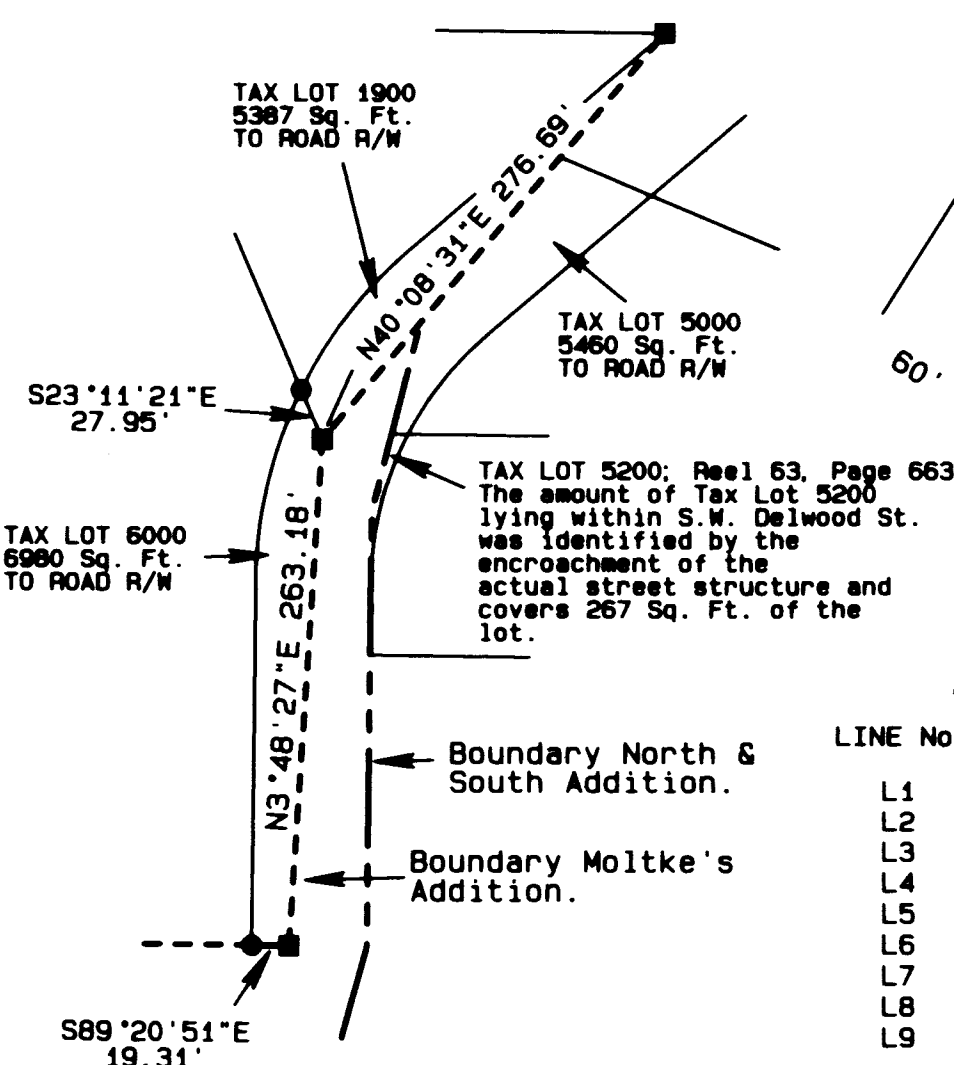 TAX LOT 1900
5387 Sq. Ft.
TO ROAD R/W
N40°08'31"E 276.69'
TAX LOT 5000
5460 Sq. Ft.
TO ROAD R/W
60.'
S23°11'21"E
27.95'
TAX LOT 5200; Reel 63, Page 663
The amount of Tax Lot 5200
lying within S.W. Delwood St.
was identified by the
encroachment of the
actual street structure and
covers 267 Sq. Ft. of the
lot.
TAX LOT 6000
6980 Sq. Ft.
TO ROAD R/W
N3°48'27"E 263.18'
Boundary North &
South Addition.
LINE No
L1
L2
L3
L4
L5
L6
L7
L8
L9
Boundary Moltke's
Addition.
S89°20'51"E
19.31'